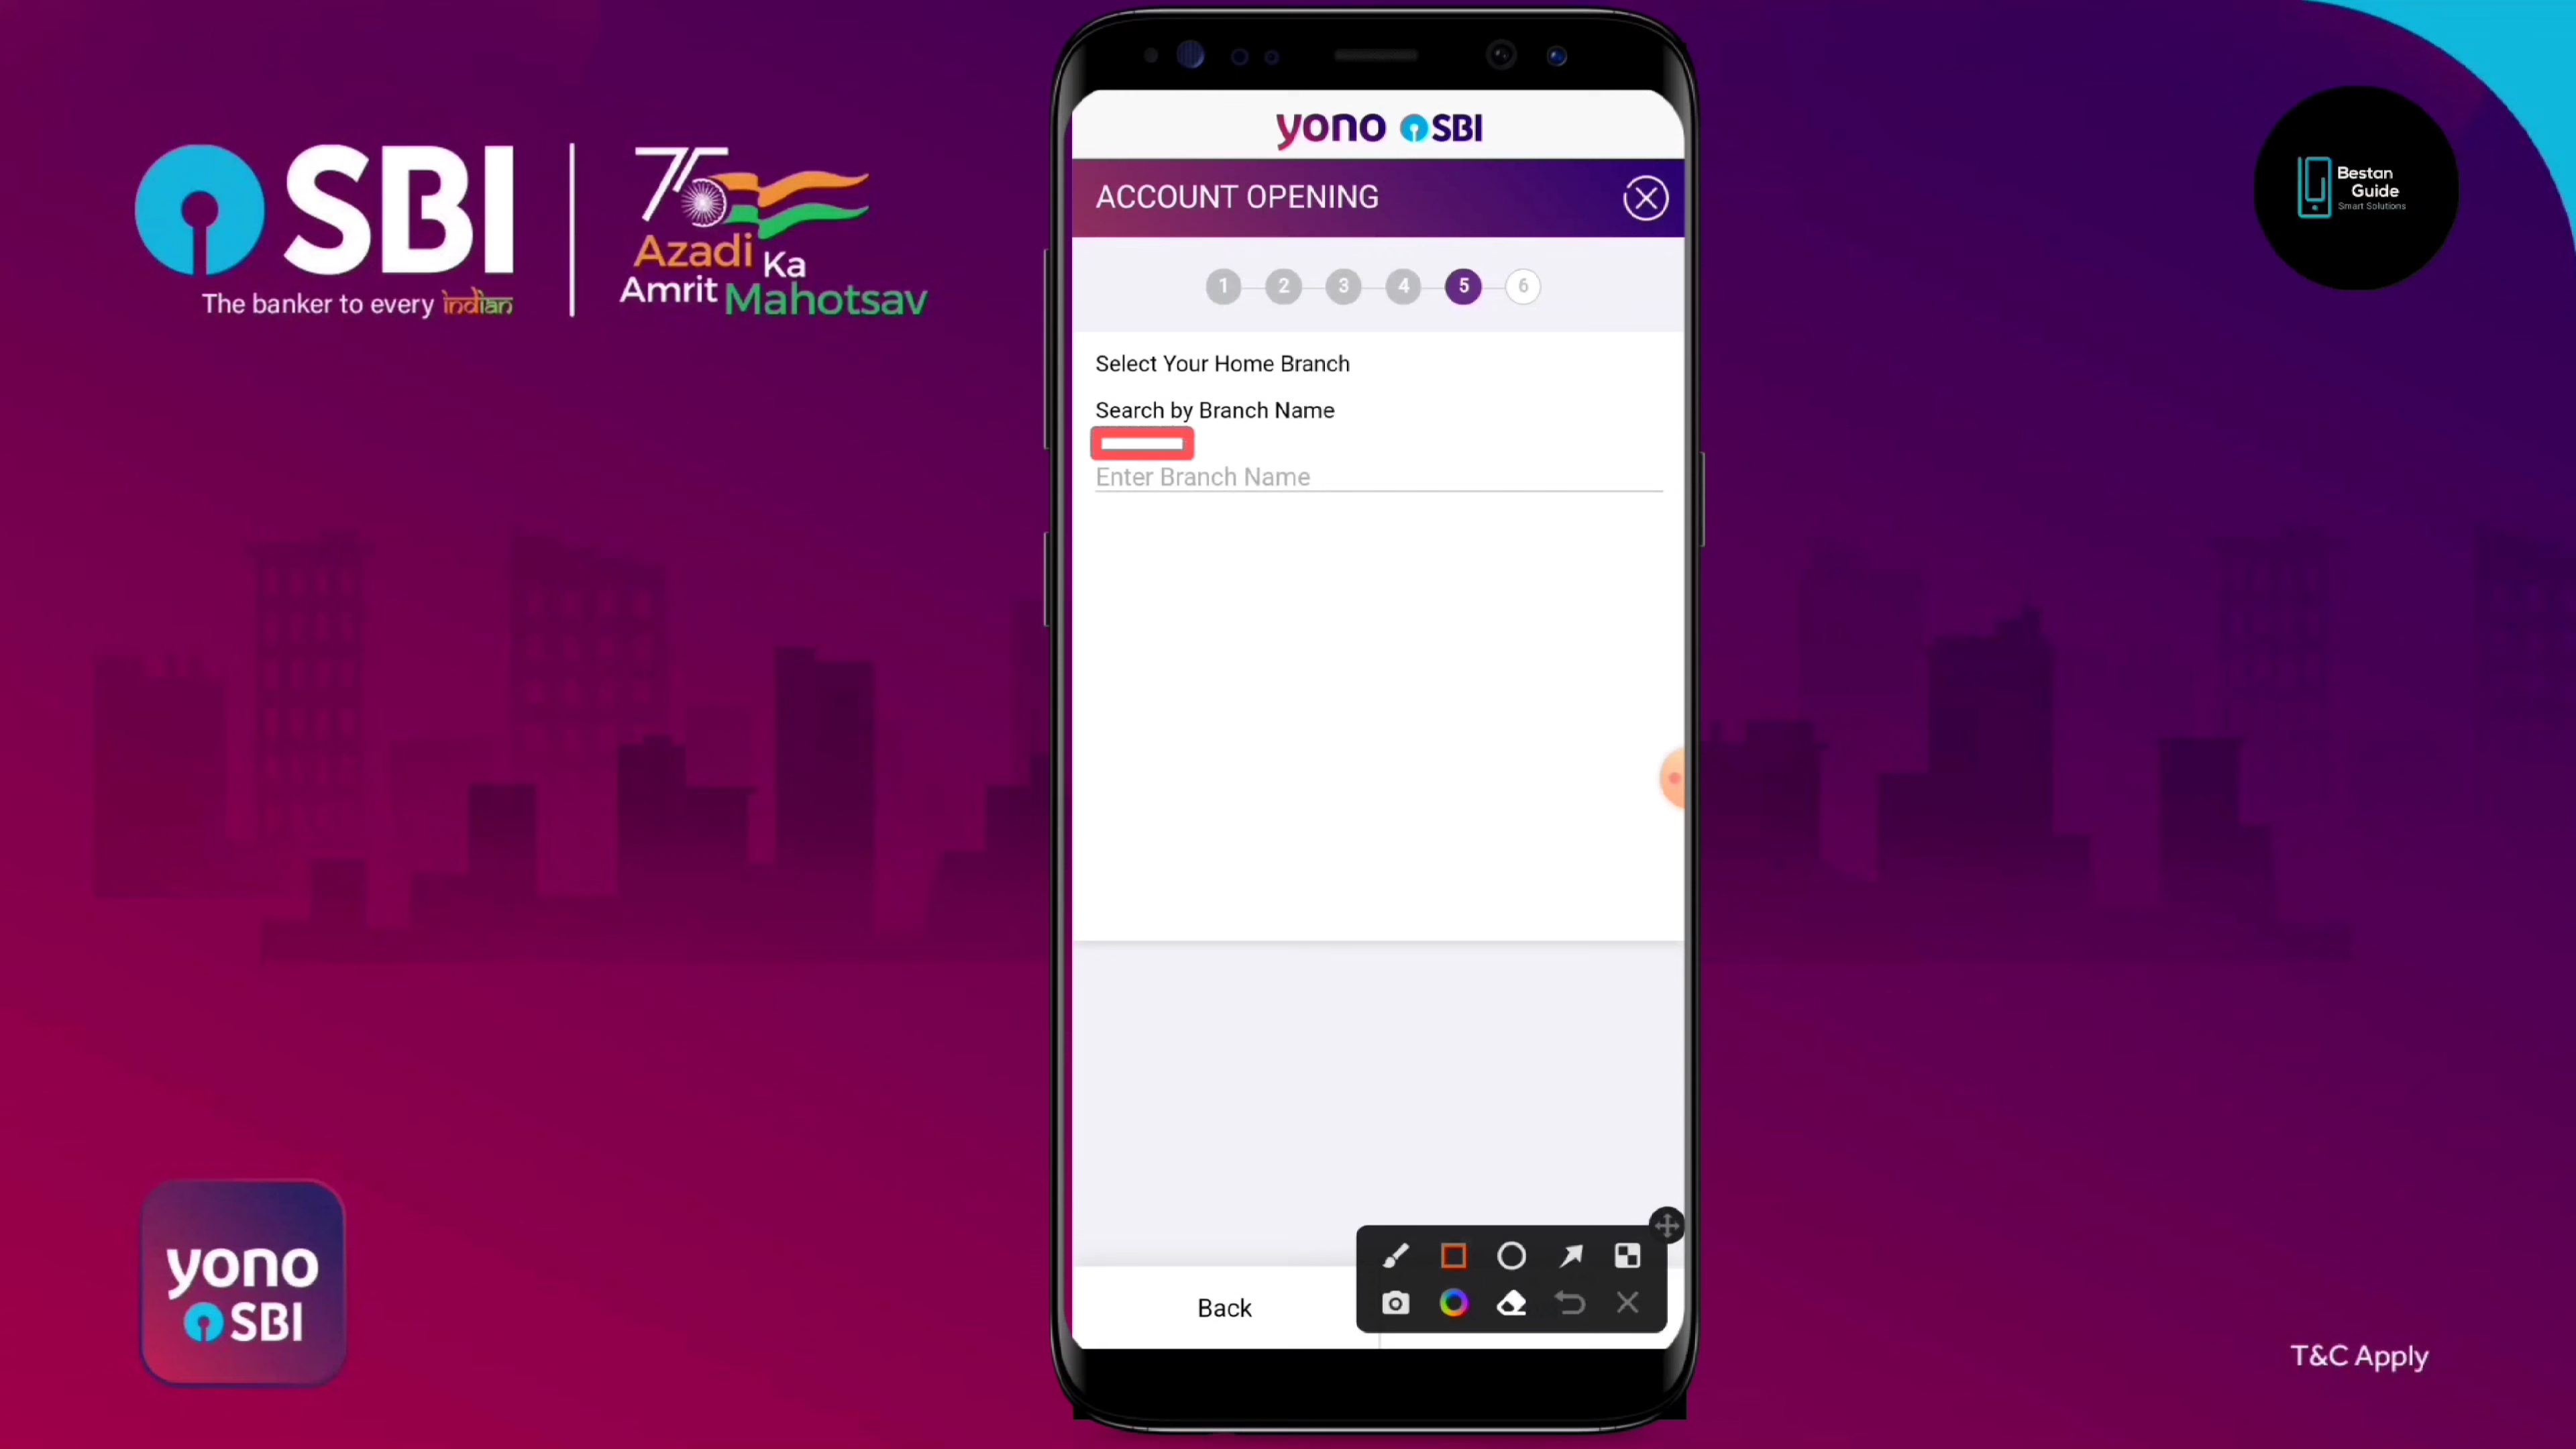 SBI
The banker to every indian
75
Azadi Ka
Amrit Mahotsav
yono SBI
ACCOUNT OPENING
1 2 3 4 5 6
Select Your Home Branch
Search by Branch Name
Enter Branch Name
Back
Bestan
Guide
Smart Solutions
yono
SBI
T&C Apply